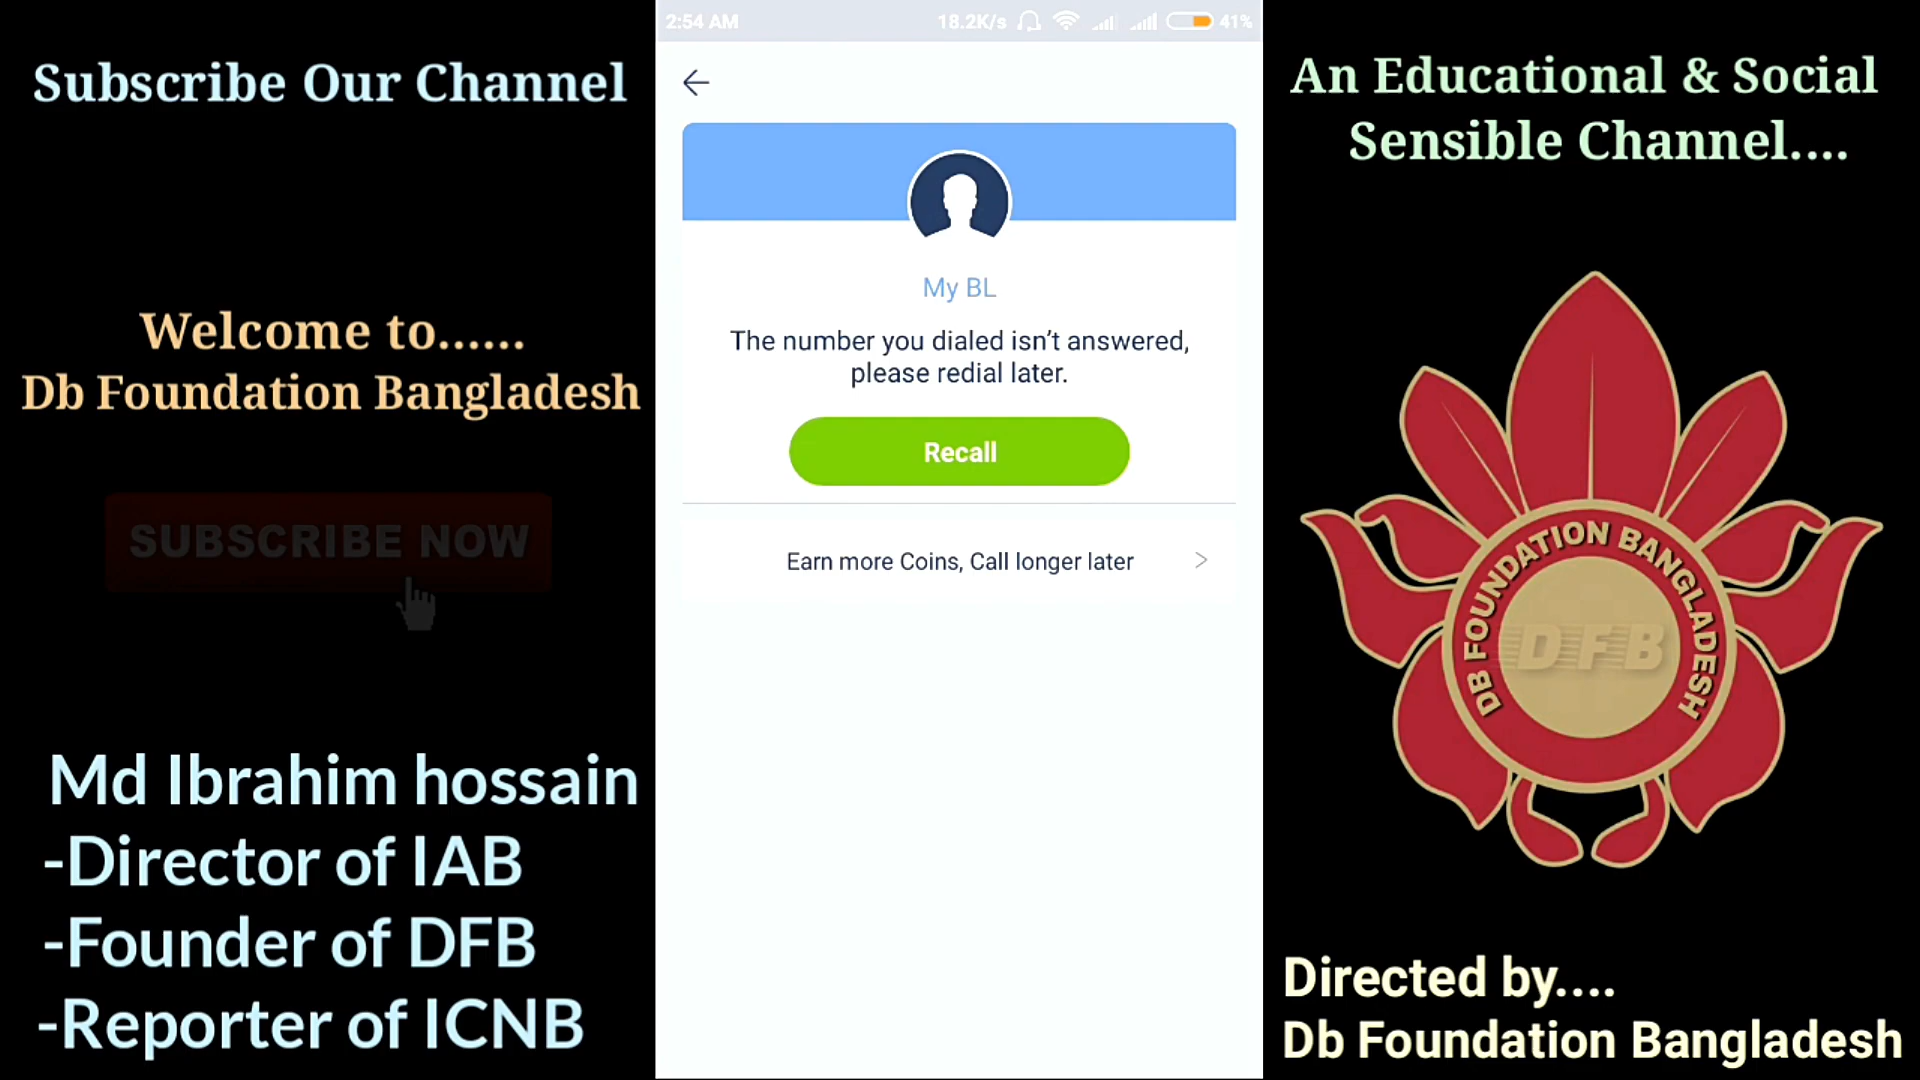 Subscribe Our Channel
Welcome to......
Db Foundation Bangladesh
SUBSCRIBE NOW
Md Ibrahim hossain
-Director of IAB
-Founder of DFB
-Reporter of ICNB
2:54 AM
18.2K/s
41%
My BL
The number you dialed isn't answered,
please redial later.
Recall
Earn more Coins, Call longer later
An Educational & Social
Sensible Channel....
DB FOUNDATION BANGLADESH
DFB
Directed by....
Db Foundation Bangladesh